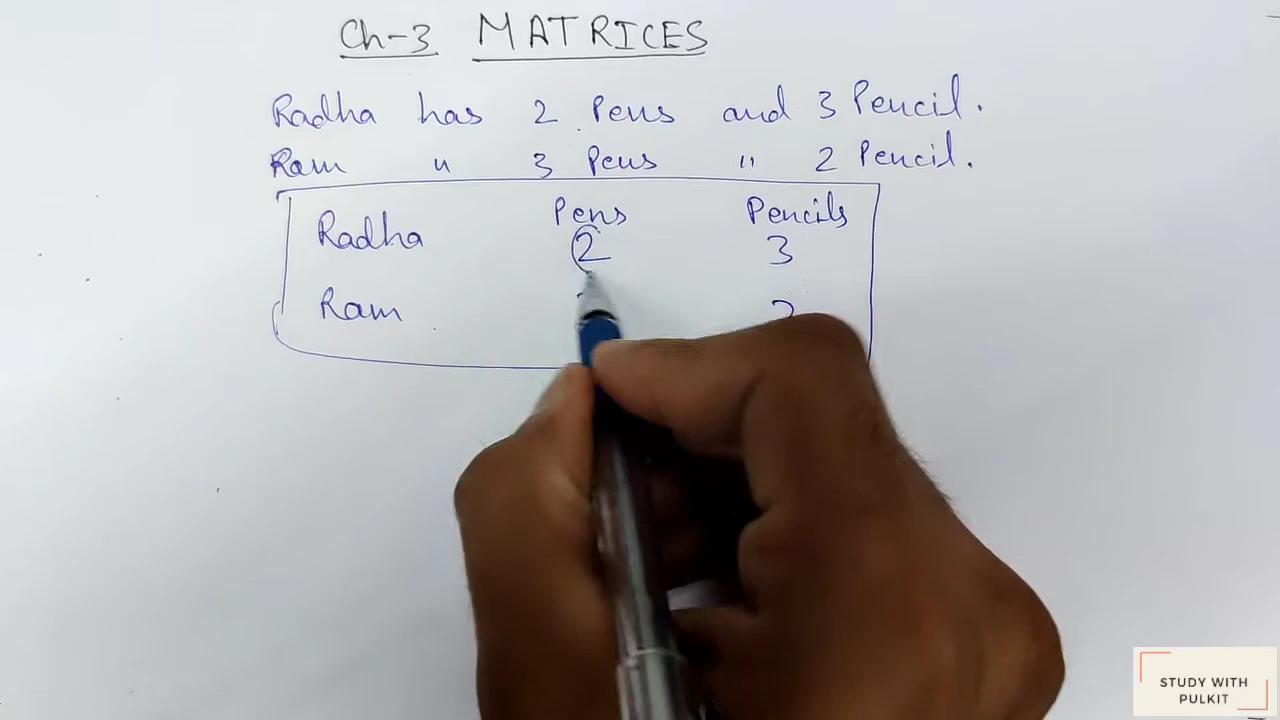 Ch-3 MATRICES
Radha has 2 Pens and 3 Pencil.
Ram " 3 Pens " 2 Pencil.
Pens Pencils
Radha 2 3
Ram
STUDY WITH
PULKIT